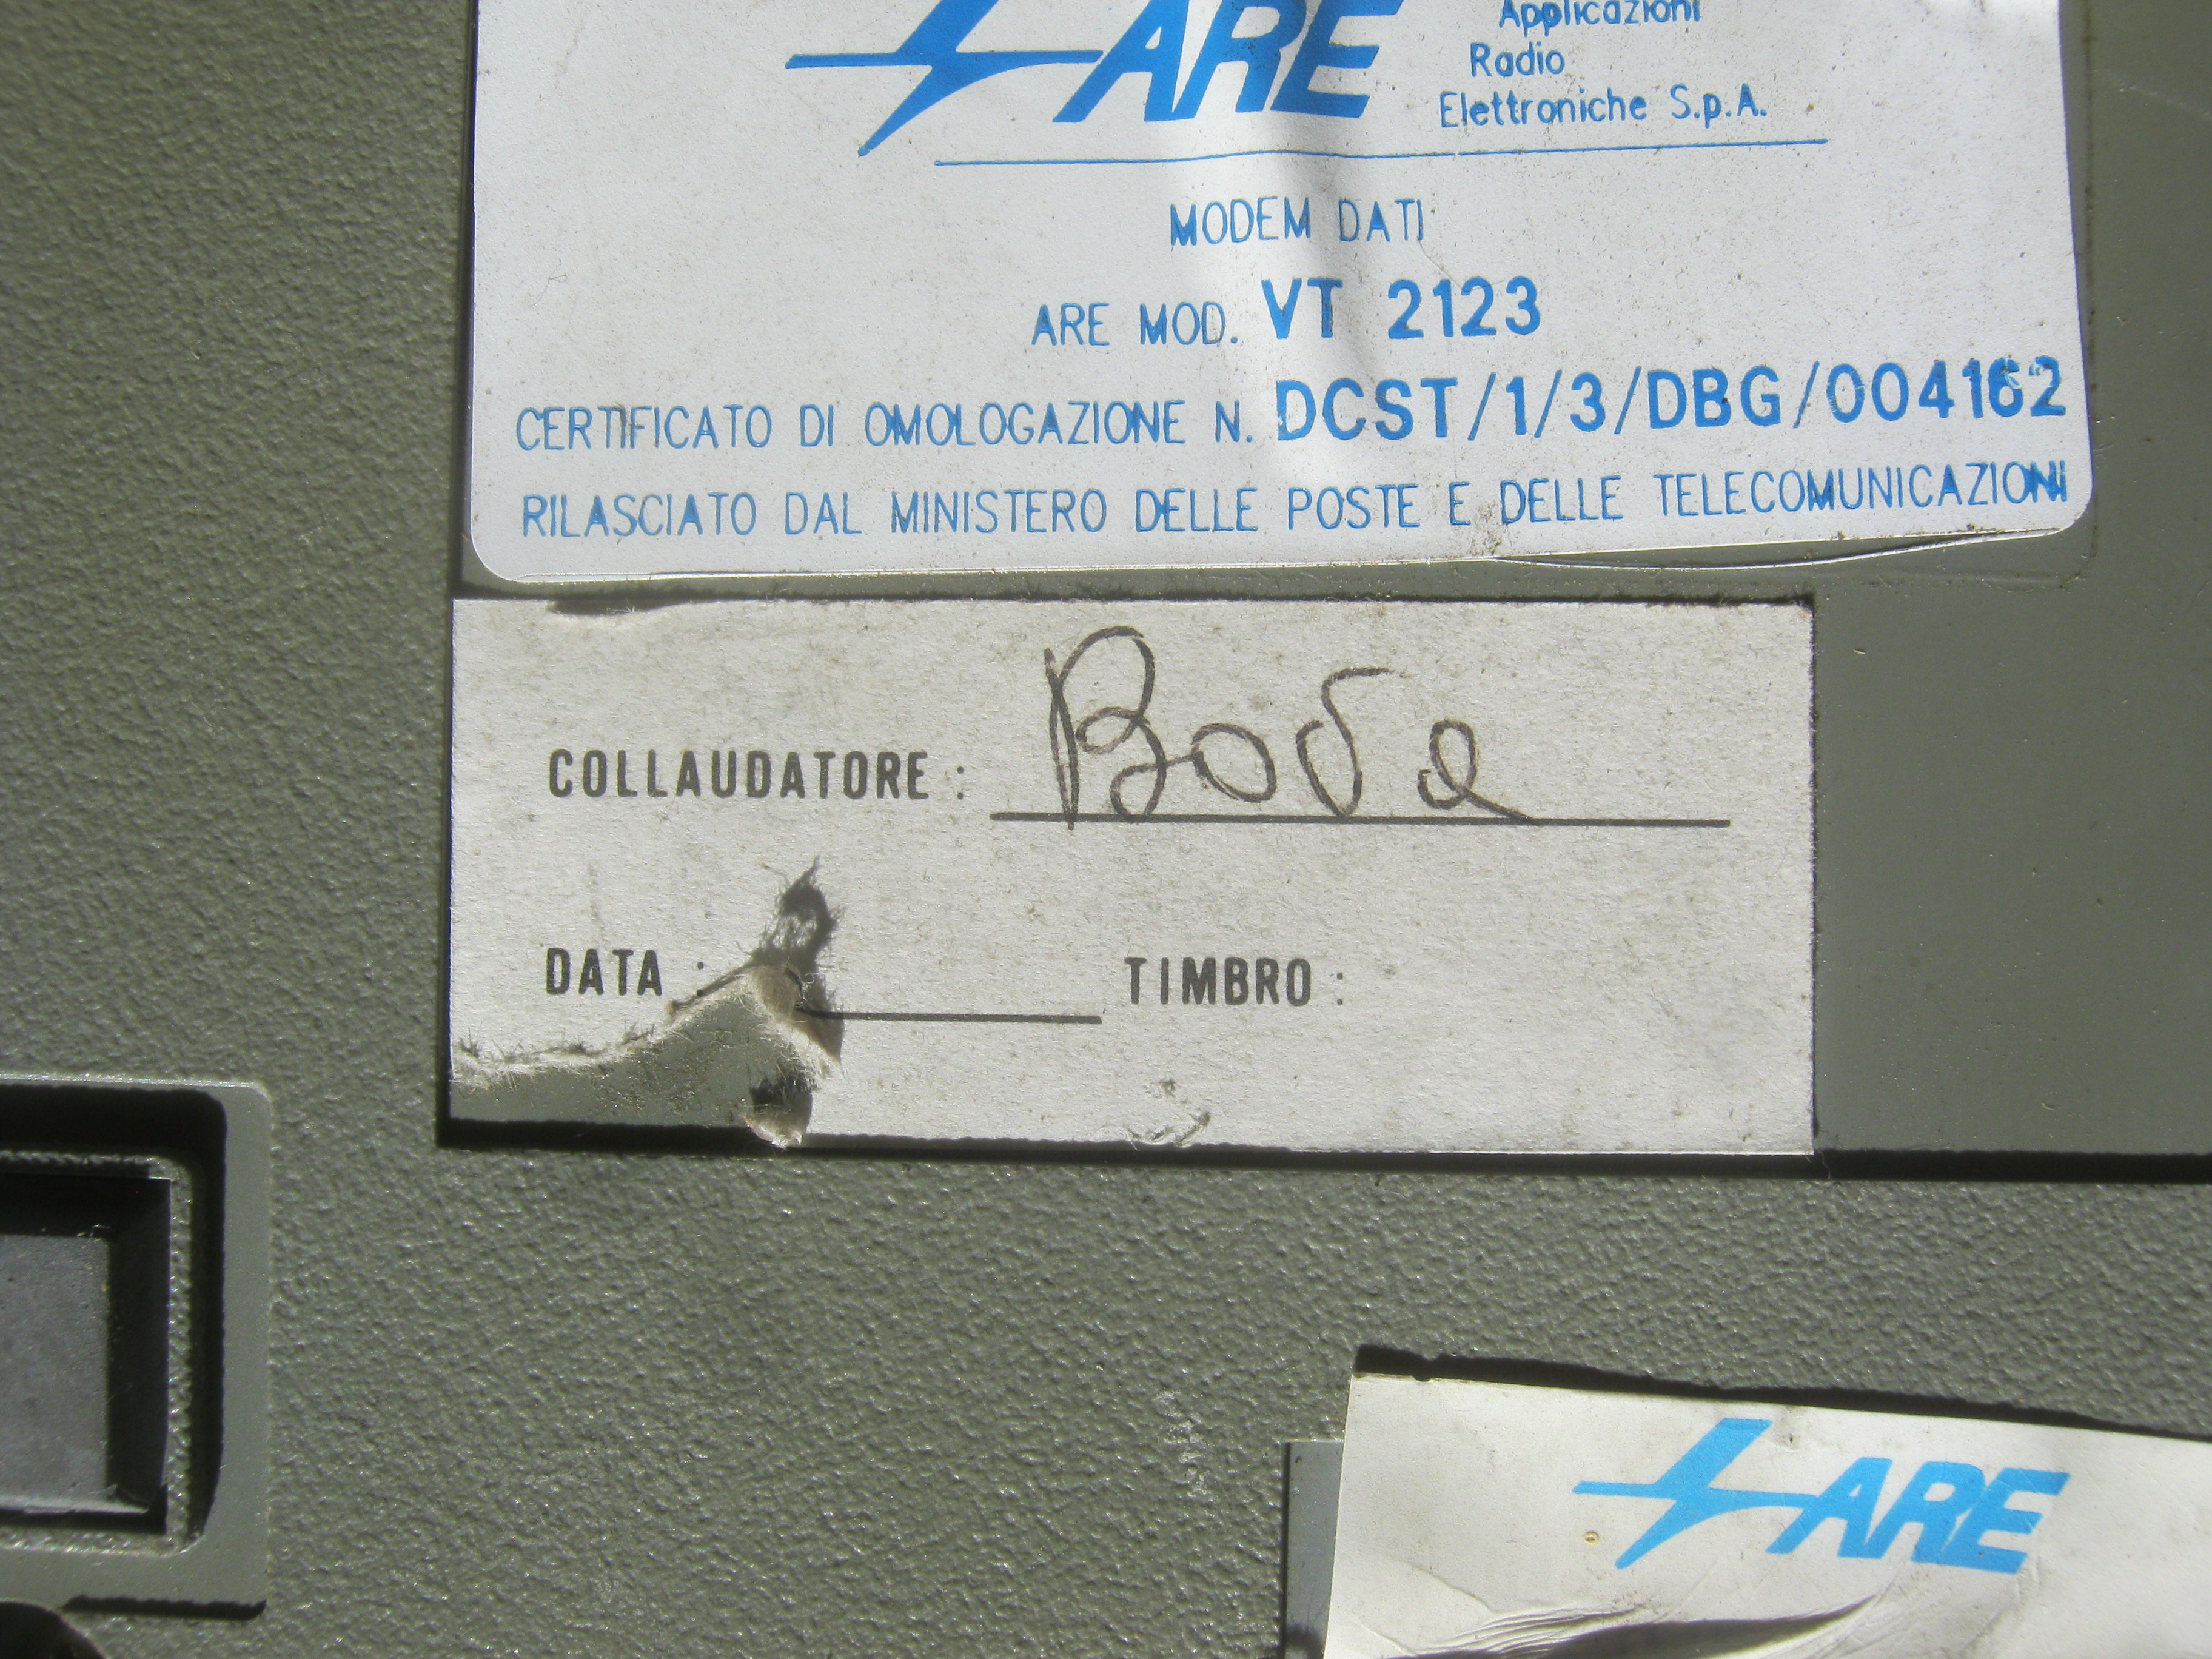 ARE
Applicazioni
Radio
Elettroniche S.p.A.
MODEM DATI
ARE MOD. VT 2123
CERTIFICATO DI OMOLOGAZIONE N. DCST/1/3/DBG/004162
RILASCIATO DAL MINISTERO DELLE POSTE E DELLE TELECOMUNICAZIONI
COLLAUDATORE :
DATA : TIMBRO :
ARE